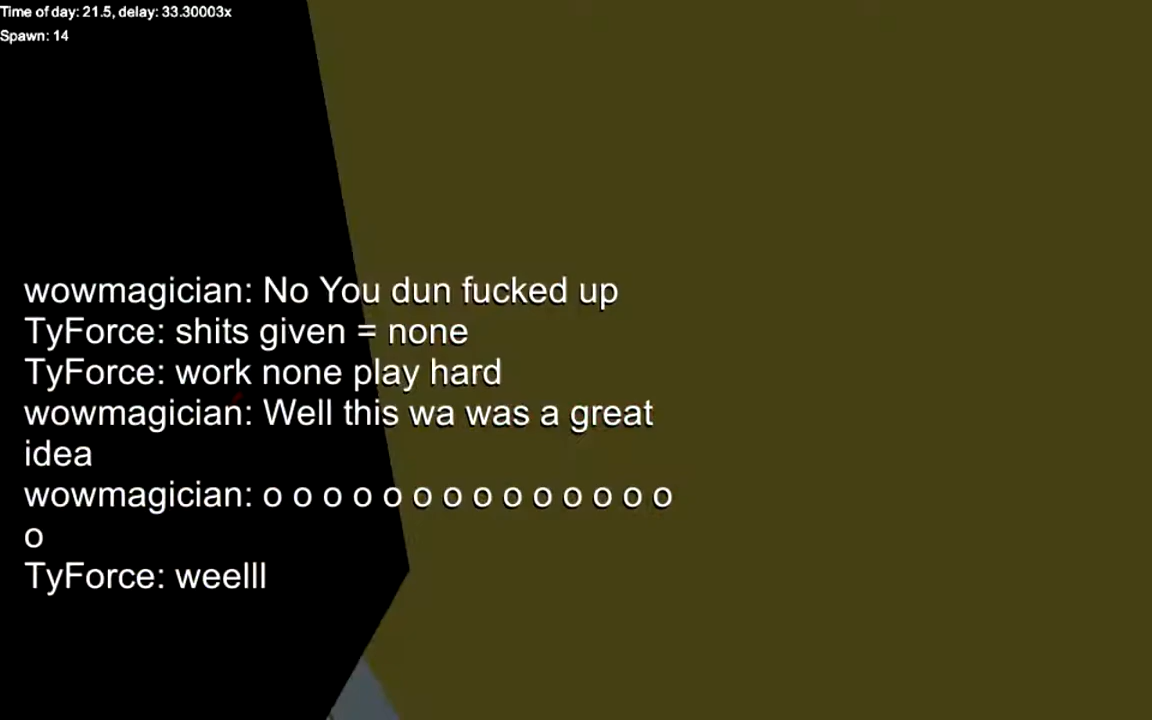 Time of day: 21.5, delay: 33.30003x
Spawn: 14
wowmagician: No You dun fucked up
TyForce: shits given = none
TyForce: work none play hard
wowmagician: Well this wa was a great
idea
wowmagician: o o o o o o o o o o o o o o
o
TyForce: weelll